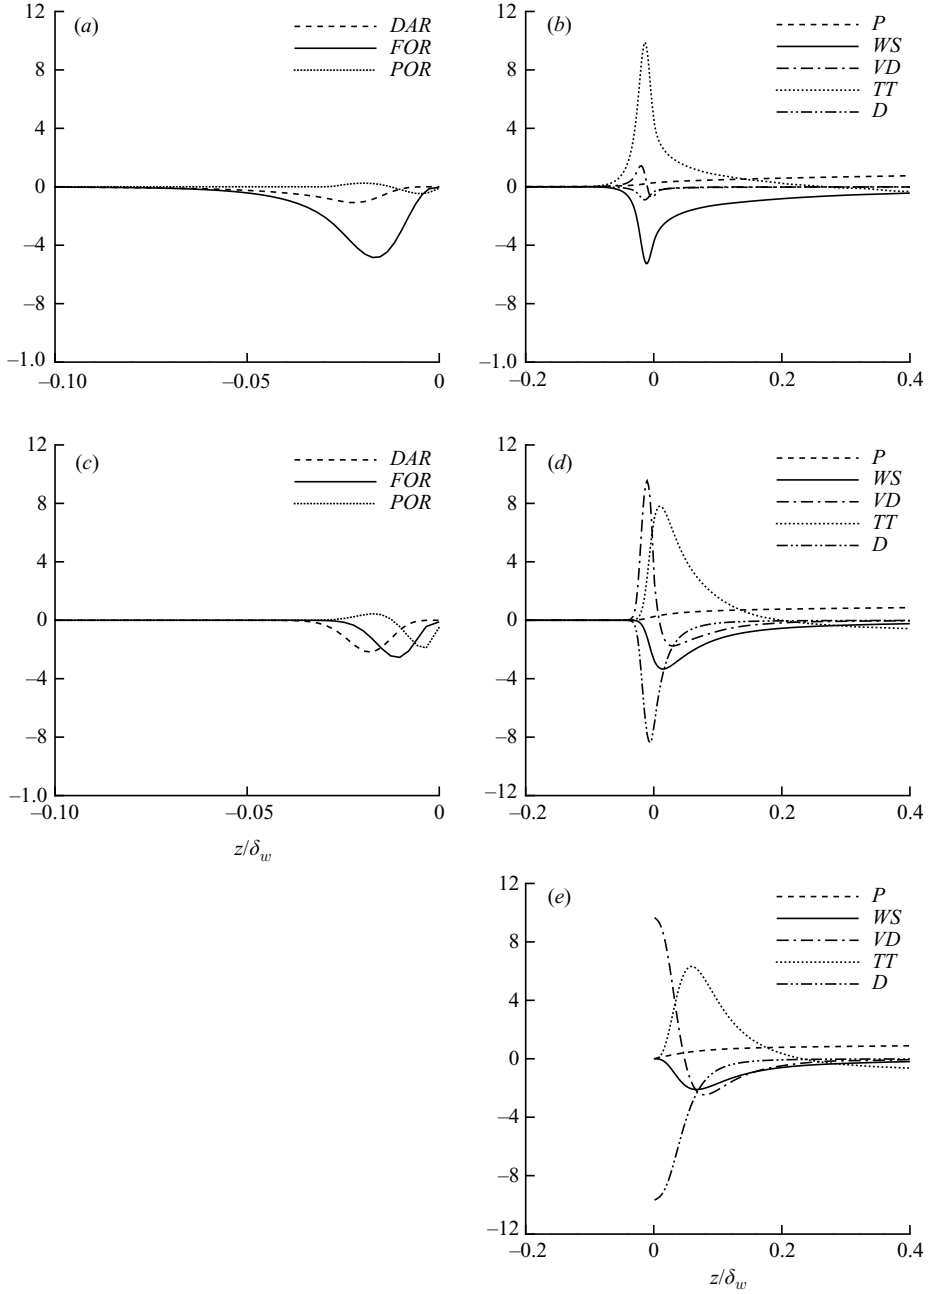 12
8
4
0
–4
–8
–1.0
–0.10
–0.05
0
(a)
DAR
FOR
POR
12
8
4
0
–4
–8
–1.0
–0.2
0
0.2
0.4
(b)
P
WS
VD
TT
D
12
8
4
0
–4
–8
–1.0
–0.10
–0.05
0
z/δw
(c)
DAR
FOR
POR
12
8
4
0
–4
–8
–12
–0.2
0
0.2
0.4
(d)
P
WS
VD
TT
D
12
8
4
0
–4
–8
–12
–0.2
0
0.2
0.4
z/δw
(e)
P
WS
VD
TT
D